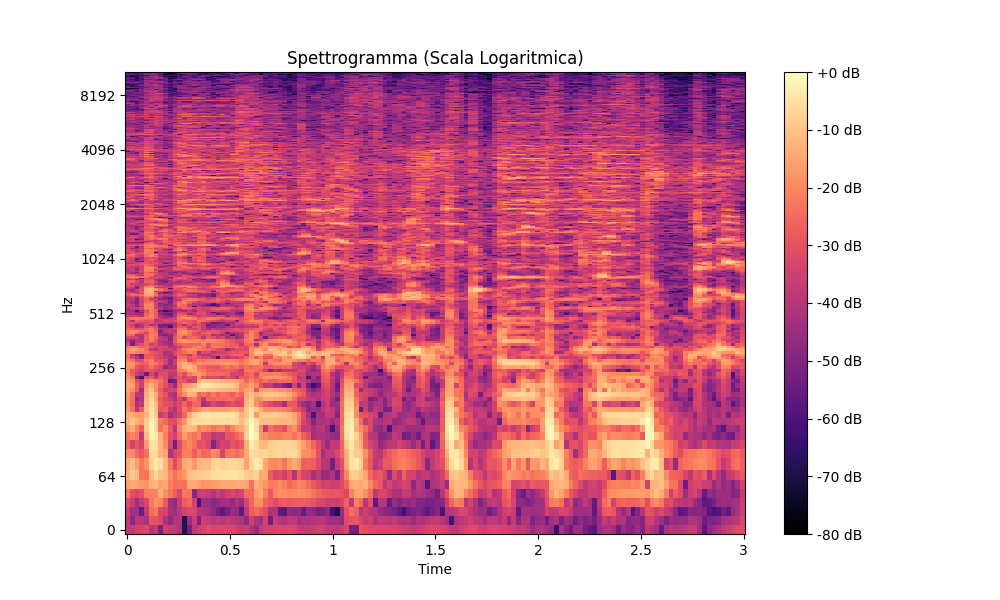 Spettrogramma (Scala Logaritmica)
8192
4096
2048
1024
512
256
128
64
0
Hz
0
0.5
1
1.5
2
2.5
3
Time
+0 dB
-10 dB
-20 dB
-30 dB
-40 dB
-50 dB
-60 dB
-70 dB
-80 dB